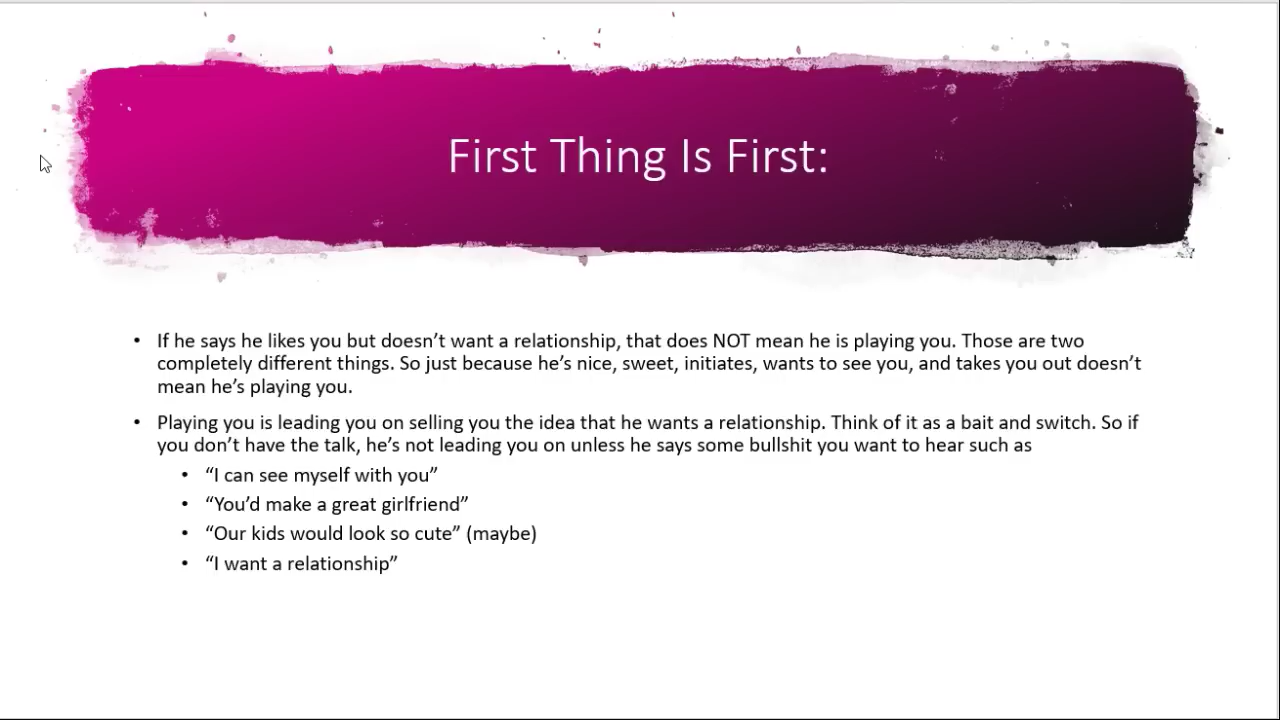 First Thing Is First:
• If he says he likes you but doesn’t want a relationship, that does NOT mean he is playing you. Those are two
completely different things. So just because he’s nice, sweet, initiates, wants to see you, and takes you out doesn’t
mean he’s playing you.
• Playing you is leading you on selling you the idea that he wants a relationship. Think of it as a bait and switch. So if
you don’t have the talk, he’s not leading you on unless he says some bullshit you want to hear such as
• “I can see myself with you”
• “You’d make a great girlfriend”
• “Our kids would look so cute” (maybe)
• “I want a relationship”